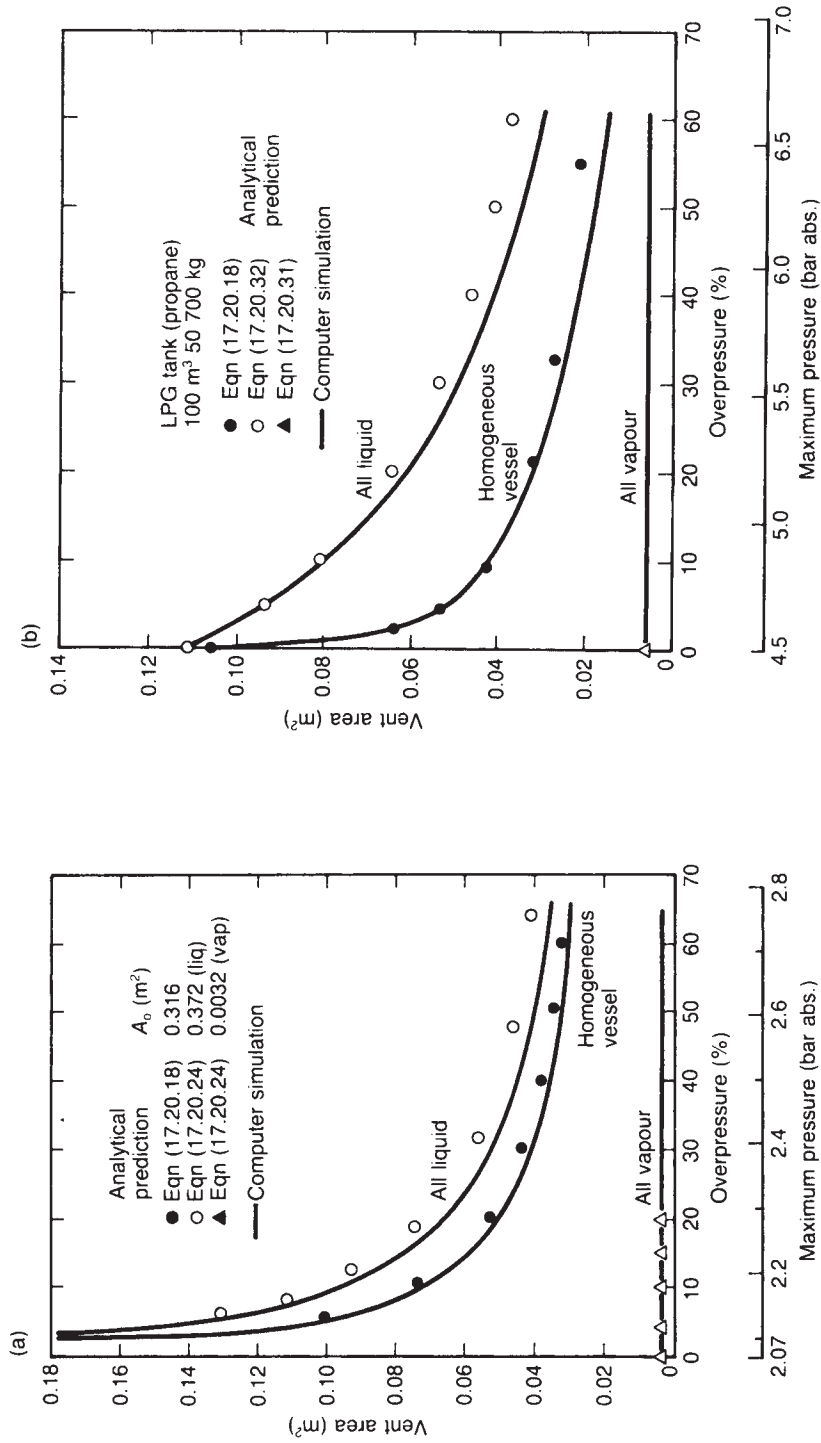 (a)
0.18
0.16
0.14
0.12
0.10
0.08
0.06
0.04
0.02
0
Vent area (m²)
Analytical
prediction
Aₒ (m²)
● Eqn (17.20.18) 0.316
○ Eqn (17.20.24) 0.372 (liq)
▲ Eqn (17.20.24) 0.0032 (vap)
Computer simulation
All liquid
Homogeneous
vessel
All vapour
0 10 20 30 40 50 60 70
Overpressure (%)
2.07 2.2 2.4 2.6 2.8
Maximum pressure (bar abs.)
(b)
0.14
0.12
0.10
0.08
0.06
0.04
0.02
0
Vent area (m²)
LPG tank (propane)
100 m³ 50 700 kg
● Eqn (17.20.18)
○ Eqn (17.20.32)
▲ Eqn (17.20.31)
Analytical
prediction
Computer simulation
All liquid
Homogeneous
vessel
All vapour
0 10 20 30 40 50 60 70
Overpressure (%)
4.5 5.0 5.5 6.0 6.5 7.0
Maximum pressure (bar abs.)